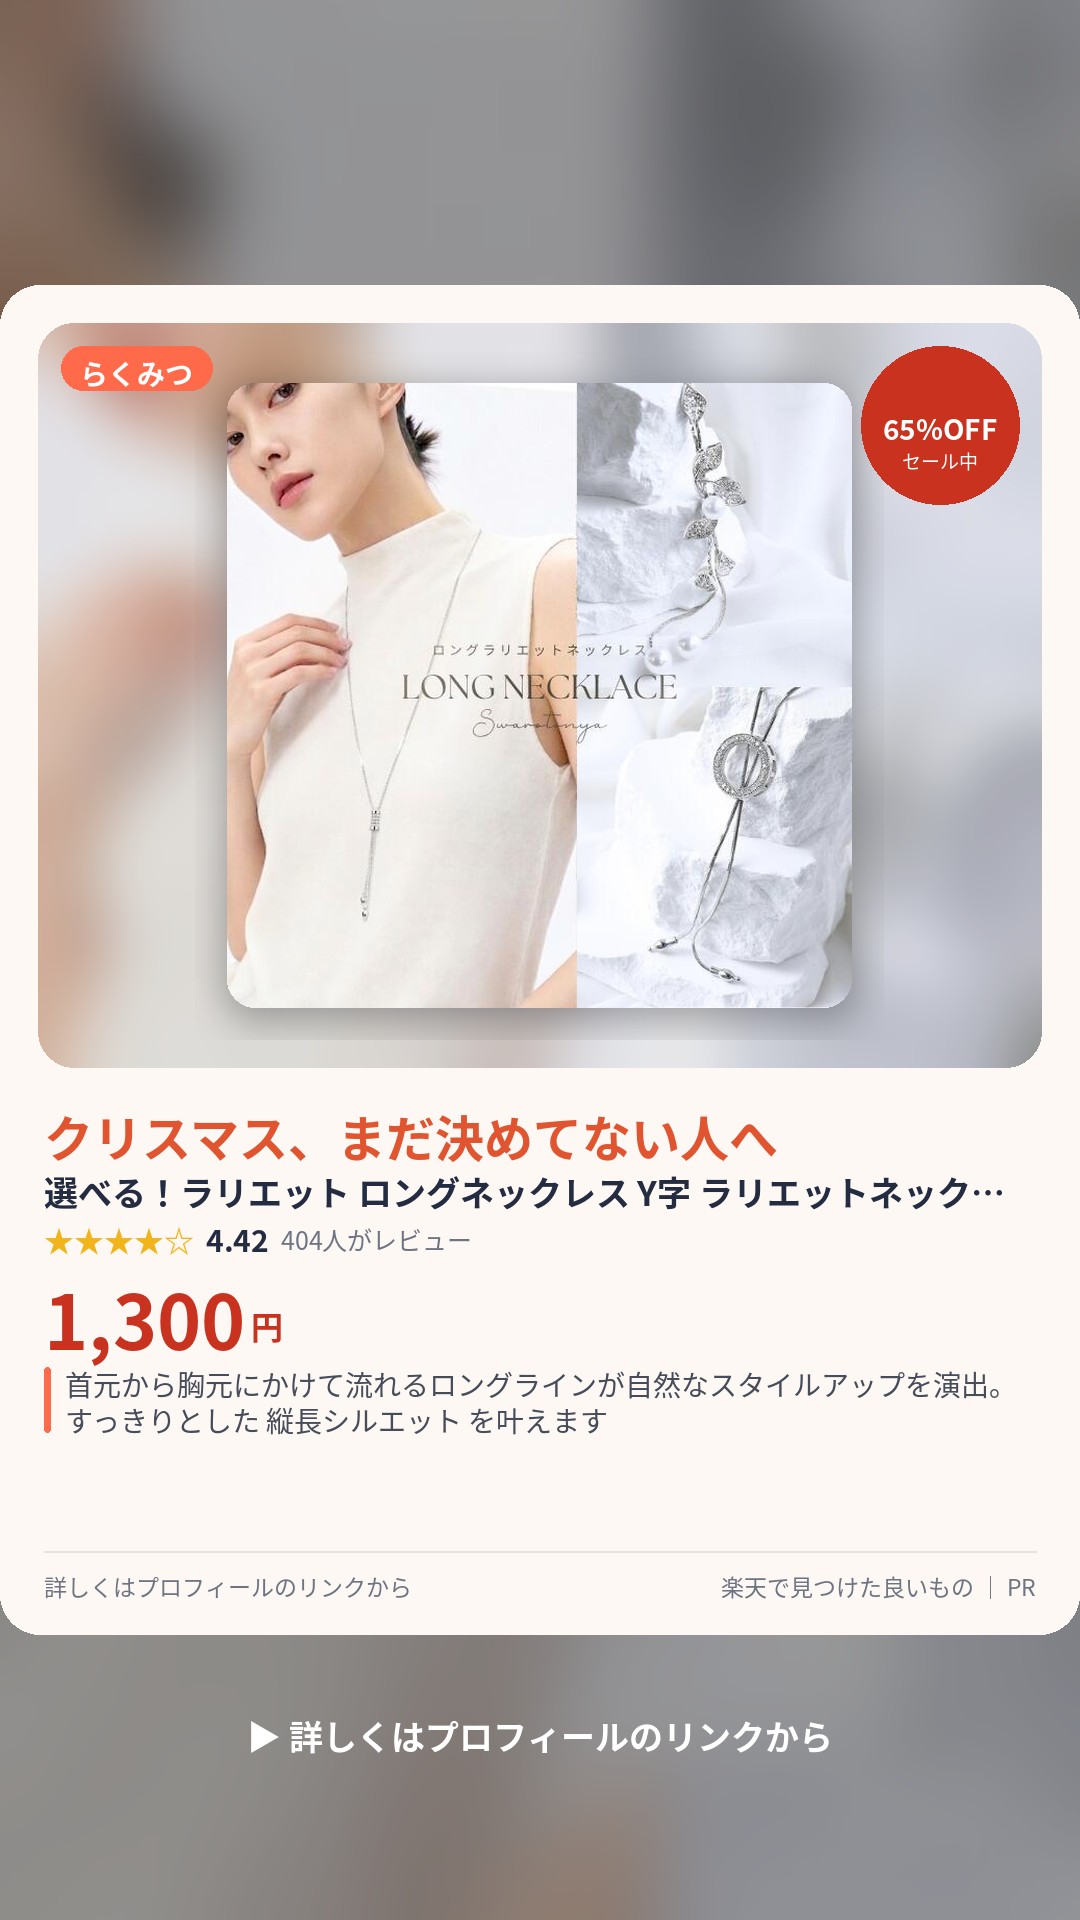 らくみつ
65%OFF
セール中
ロングラリエットネックレス
LONG NECKLACE
Swarotonya
クリスマス、まだ決めてない人へ
選べる！ラリエット ロングネックレス Y字 ラリエットネック…
★★★★☆ 4.42 404人がレビュー
1,300円
首元から胸元にかけて流れるロングラインが自然なスタイルアップを演出。
すっきりとした 縦長シルエット を叶えます
詳しくはプロフィールのリンクから
楽天で見つけた良いもの｜PR
▶ 詳しくはプロフィールのリンクから